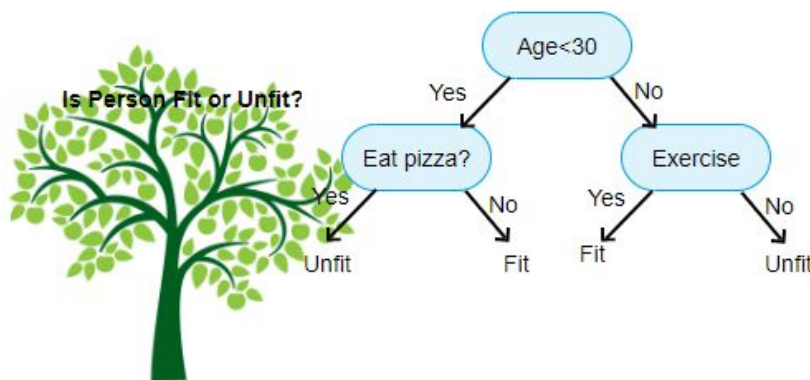 Age<30
Is Person Fit or Unfit?
Yes
No
Eat pizza?
Exercise
Yes
No
Yes
No
Unfit
Fit
Fit
Unfit